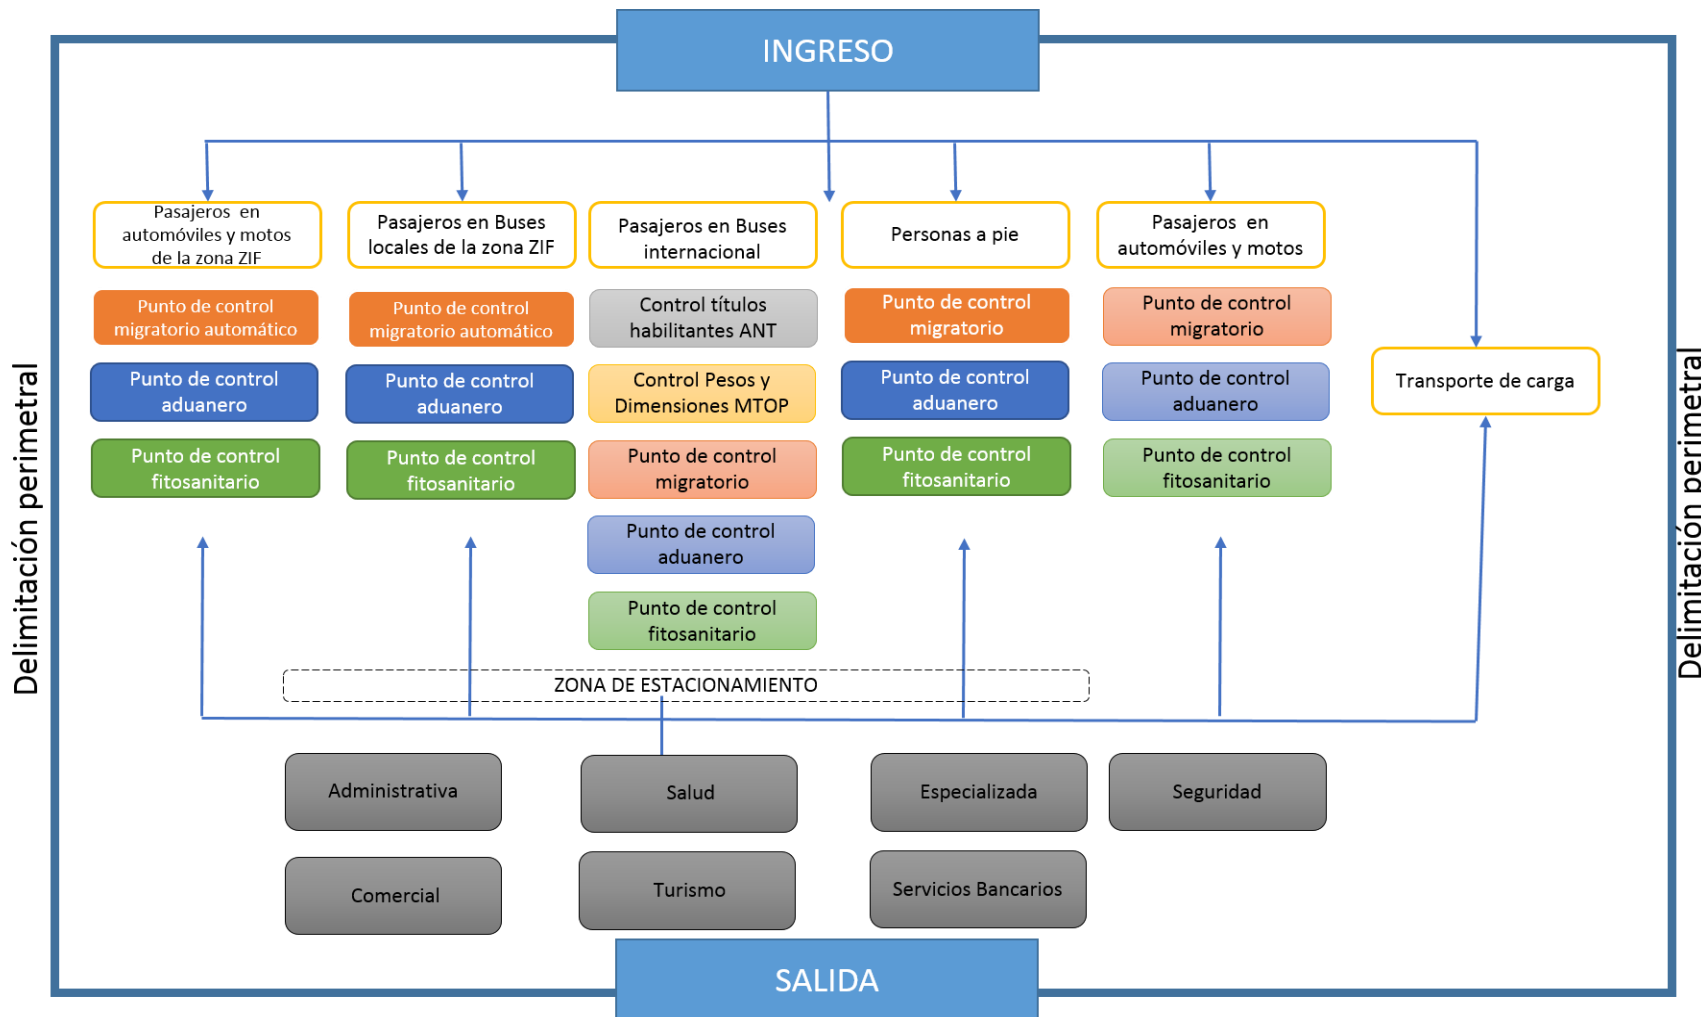 INGRESO
Pasajeros en
automóviles y motos
de la zona ZIF
Punto de control
migratorio automático
Punto de control
aduanero
Punto de control
fitosanitario
Pasajeros en Buses
locales de la zona ZIF
Punto de control
migratorio automático
Punto de control
aduanero
Punto de control
fitosanitario
Pasajeros en Buses
internacional
Control títulos
habilitantes ANT
Control Pesos y
Dimensiones MTOP
Punto de control
migratorio
Punto de control
aduanero
Punto de control
fitosanitario
Personas a pie
Punto de control
migratorio
Punto de control
aduanero
Punto de control
fitosanitario
Pasajeros en
automóviles y motos
Punto de control
migratorio
Punto de control
aduanero
Punto de control
fitosanitario
Transporte de carga
Delimitación perimetral
Delimitación perimetral
ZONA DE ESTACIONAMIENTO
Administrativa
Salud
Especializada
Seguridad
Comercial
Turismo
Servicios Bancarios
SALIDA